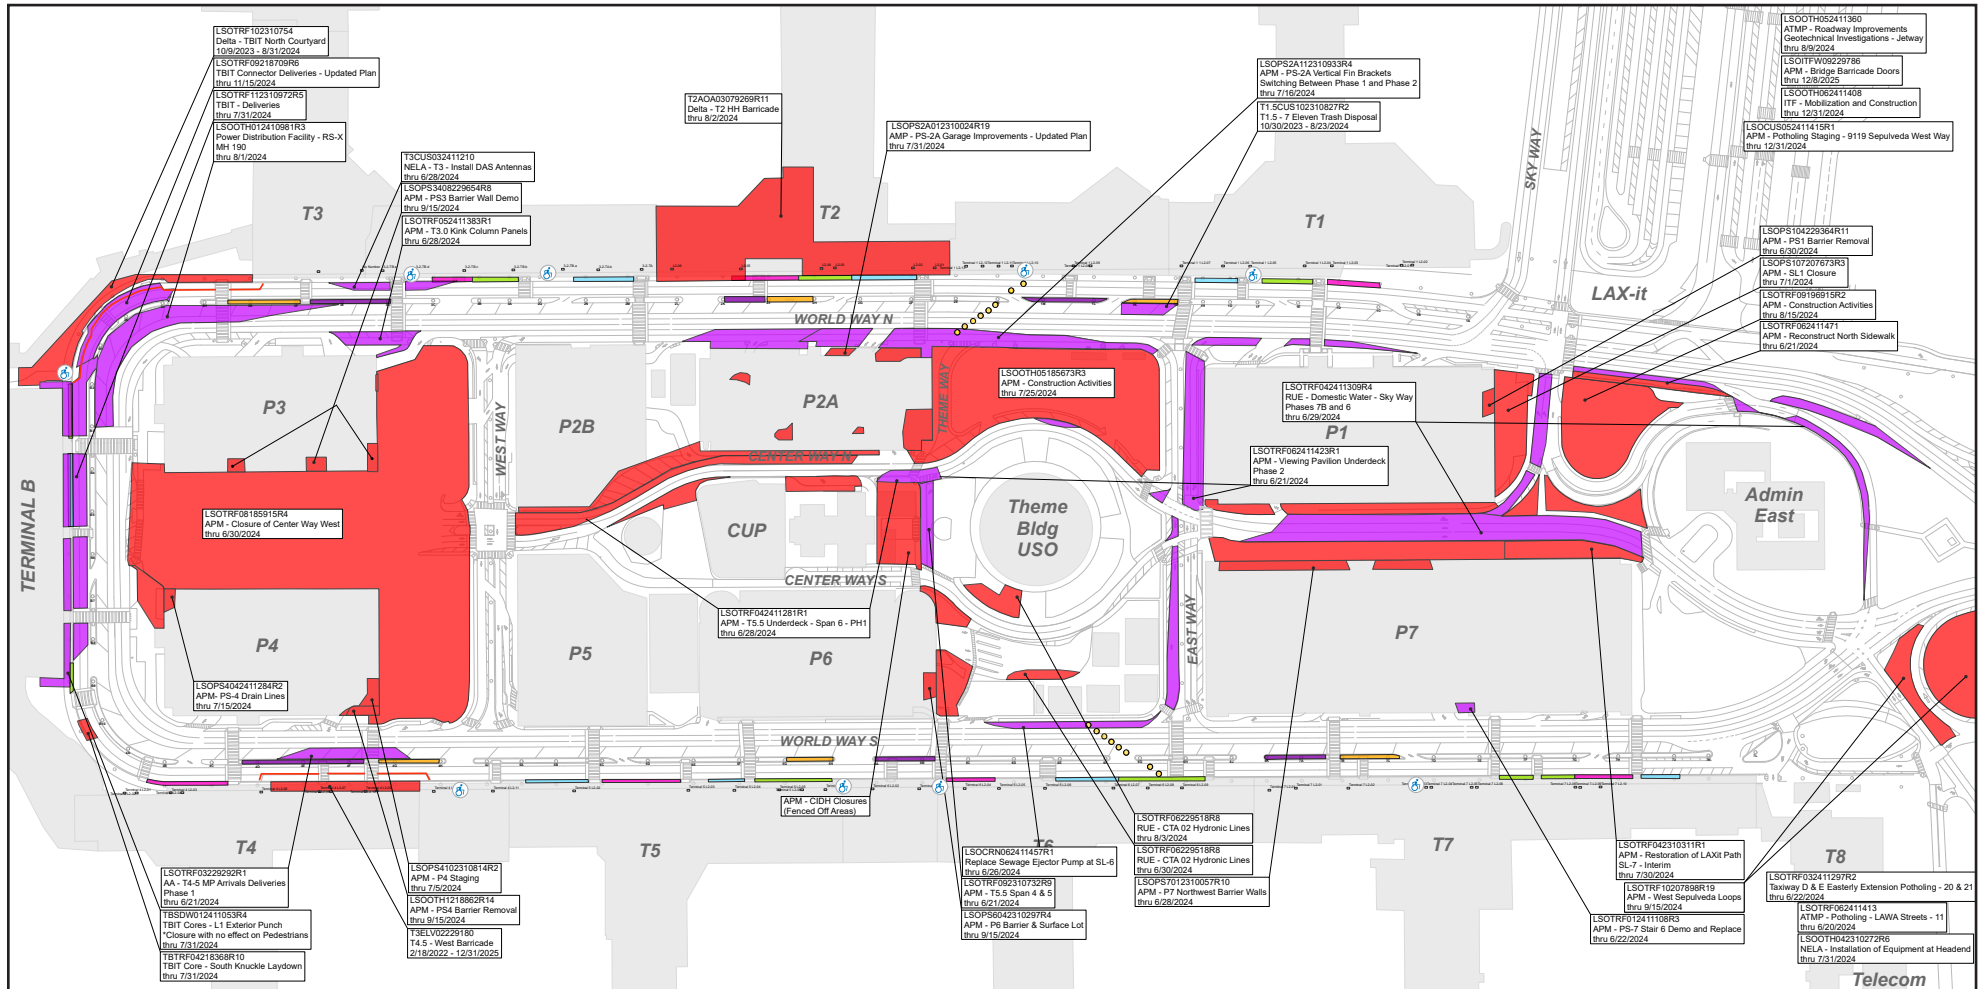 LSOTRF102310754
Delta - TBIT North Courtyard
10/9/2023 - 8/31/2024
LSOTRF09218709R6
TBIT Connector Deliveries - Updated Plan
thru 11/15/2024
LSOTRF112310972R5
TBIT - Deliveries
thru 7/31/2024
LSOOTH012410981R3
Power Distribution Facility - RS-X
MH 190
thru 8/1/2024
T3CUS032411210
NELA - T3 - Install DAS Antennas
thru 6/28/2024
LSOPS3408229654R8
APM - PS3 Barrier Wall Demo
thru 9/15/2024
LSOTRF052411383R1
APM - T3.0 Kink Column Panels
thru 6/28/2024
T2AOA03079269R11
Delta - T2 HH Barricade
thru 8/2/2024
LSOPS2A012310024R19
AMP - PS-2A Garage Improvements - Updated Plan
thru 7/31/2024
LSOPS2A112310933R4
APM - PS-2A Vertical Fin Brackets
Switching Between Phase 1 and Phase 2
thru 7/16/2024
T1.5CUS102310827R2
T1.5 - 7 Eleven Trash Disposal
10/30/2023 - 8/23/2024
LSOOTH052411360
ATMP - Roadway Improvements
Geotechnical Investigations - Jetway
thru 8/9/2024
LSOITFW09229786
APM - Bridge Barricade Doors
thru 12/8/2025
LSOOTH062411408
ITF - Mobilization and Construction
thru 12/31/2024
LSOCUS052411415R1
APM - Potholing Staging - 9119 Sepulveda West Way
thru 12/31/2024
LSOPS104229364R11
APM - PS1 Barrier Removal
thru 6/30/2024
LSOPS107207673R3
APM - SL1 Closure
thru 7/1/2024
LSOTRF09196915R2
APM - Construction Activities
thru 8/15/2024
LSOTRF062411471
APM - Reconstruct North Sidewalk
thru 6/21/2024
T3
T2
T1
SKY WAY
LAX-it
WORLD WAY N
P3
WEST WAY
P2B
P2A
THEME WAY
LSOOTH05185673R3
APM - Construction Activities
thru 7/25/2024
LSOTRF042411309R4
RUE - Domestic Water - Sky Way
Phases 7B and 6
thru 6/29/2024
P1
CENTER WAY N
LSOTRF062411423R1
APM - Viewing Pavilion Underdeck
Phase 2
thru 6/21/2024
TERMINAL B
LSOTRF08185915R4
APM - Closure of Center Way West
thru 6/30/2024
CUP
Theme
Bldg
USO
Admin
East
CENTER WAY S
LSOTRF042411281R1
APM - T5.5 Underdeck - Span 6 - PH1
thru 6/28/2024
EAST WAY
P4
P5
P6
P7
LSOPS4042411284R2
APM- PS-4 Drain Lines
thru 7/15/2024
WORLD WAY S
APM - CIDH Closures
(Fenced Off Areas)
T4
T5
T6
T7
T8
LSOTRF03229292R1
AA - T4-5 MP Arrivals Deliveries
Phase 1
thru 6/21/2024
TBSDW012411053R4
TBIT Cores - L1 Exterior Punch
*Closure with no effect on Pedestrians
thru 7/31/2024
TBTRF04218368R10
TBIT Core - South Knuckle Laydown
thru 7/31/2024
LSOPS4102310814R2
APM - P4 Staging
thru 7/5/2024
LSOOTH1218862R14
APM - PS4 Barrier Removal
thru 9/15/2024
T3ELV02229180
T4.5 - West Barricade
2/18/2022 - 12/31/2025
LSOCRN062411457R1
Replace Sewage Ejector Pump at SL-6
thru 6/26/2024
LSOTRF092310732R9
APM - T5.5 Span 4 & 5
thru 6/21/2024
LSOPS6042310297R4
APM - P6 Barrier & Surface Lot
thru 9/15/2024
LSOTRF06229518R8
RUE - CTA 02 Hydronic Lines
thru 8/3/2024
LSOTRF06229518R8
RUE - CTA 02 Hydronic Lines
thru 6/30/2024
LSOPS7012310057R10
APM - P7 Northwest Barrier Walls
thru 6/28/2024
LSOTRF042310311R1
APM - Restoration of LAXit Path
SL-7 - Interim
thru 7/30/2024
LSOTRF10207898R19
APM - West Sepulveda Loops
thru 9/15/2024
LSOTRF012411108R3
APM - PS-7 Stair 6 Demo and Replace
thru 6/22/2024
LSOTRF032411297R2
Taxiway D & E Easterly Extension Potholing - 20 & 21
thru 6/22/2024
LSOTRF062411413
ATMP - Potholing - LAWA Streets - 11
thru 6/20/2024
LSOOTH042310272R6
NELA - Installation of Equipment at Headend
thru 7/31/2024
Telecom